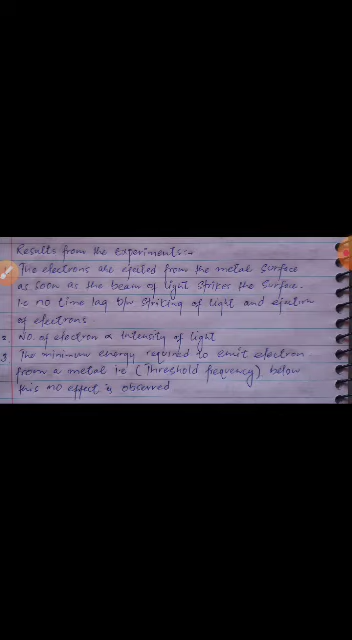 Results from the experiments:→
The electrons are ejected from the metal surface
as soon as the beam of light strikes the surface.
ie no time lag b/w striking of light and ejection
of electrons
2 NO of electron α Intensity of light
3 The minimum energy required to emit electron
from a metal ie (Threshold frequency) below
this no effect is observed